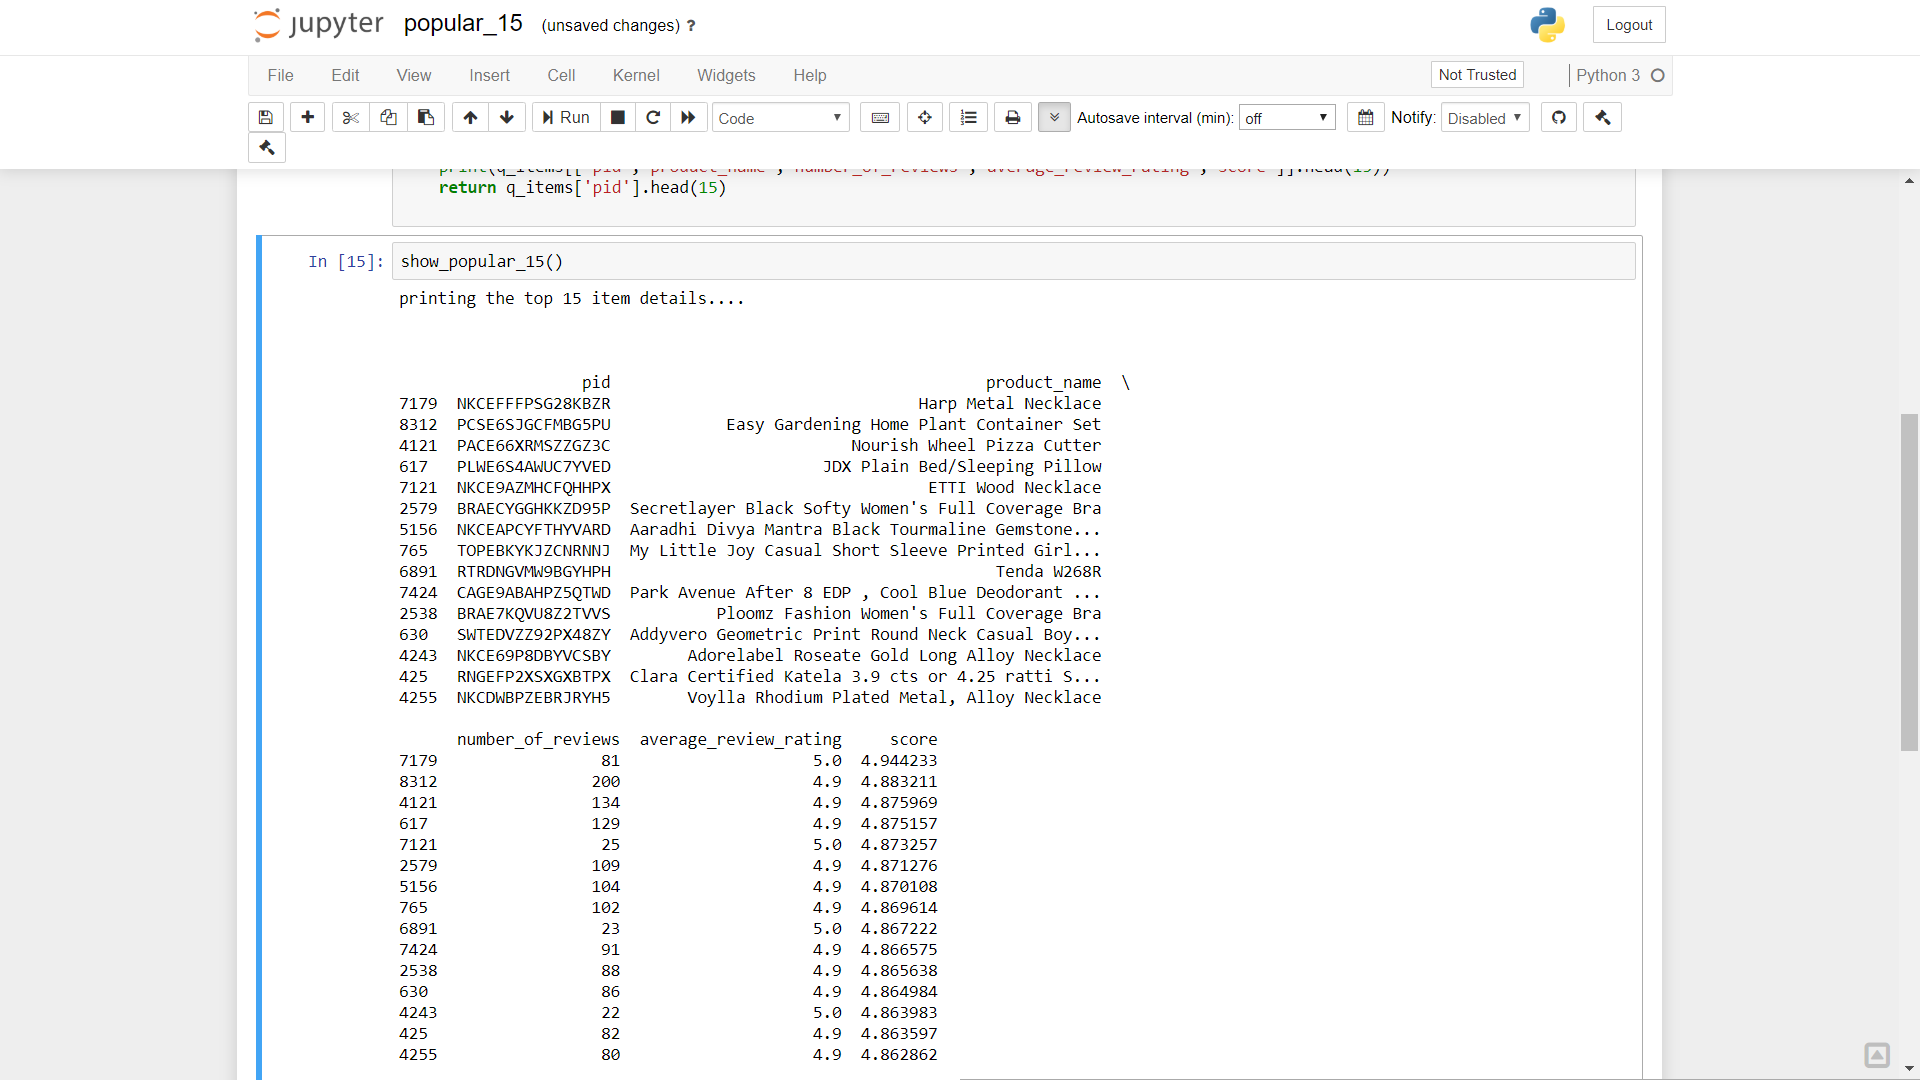 jupyter popular_15 (unsaved changes) ? Logout
File Edit View Insert Cell Kernel Widgets Help Not Trusted Python 3
Run Code Autosave interval (min): off Notify: Disabled
print(q_items[['pid','product_name','number_of_reviews','average_review_rating','score']].head(15))
return q_items['pid'].head(15)
In [15]: show_popular_15()
printing the top 15 item details....
pid product_name \
7179 NKCEFFFPSG28KBZR Harp Metal Necklace
8312 PCSE6SJGCFMBG5PU Easy Gardening Home Plant Container Set
4121 PACE66XRMSZZGZ3C Nourish Wheel Pizza Cutter
617 PLWE6S4AWUC7YVED JDX Plain Bed/Sleeping Pillow
7121 NKCE9AZMHCFQHHPX ETTI Wood Necklace
2579 BRAECYGGHKKZD95P Secretlayer Black Softy Women's Full Coverage Bra
5156 NKCEAPCYFTHYVARD Aaradhi Divya Mantra Black Tourmaline Gemstone...
765 TOPEBKYKJZCNRNNJ My Little Joy Casual Short Sleeve Printed Girl...
6891 RTRDNGVMW9BGYHPH Tenda W268R
7424 CAGE9ABAHPZ5QTWD Park Avenue After 8 EDP , Cool Blue Deodorant ...
2538 BRAE7KQVU8Z2TVVS Ploomz Fashion Women's Full Coverage Bra
630 SWTEDVZZ92PX48ZY Addyvero Geometric Print Round Neck Casual Boy...
4243 NKCE69P8DBYVCSBY Adorelabel Roseate Gold Long Alloy Necklace
425 RNGEFP2XSXGXBTPX Clara Certified Katela 3.9 cts or 4.25 ratti S...
4255 NKCDWBPZEBRJRYH5 Voylla Rhodium Plated Metal, Alloy Necklace
number_of_reviews average_review_rating score
7179 81 5.0 4.944233
8312 200 4.9 4.883211
4121 134 4.9 4.875969
617 129 4.9 4.875157
7121 25 5.0 4.873257
2579 109 4.9 4.871276
5156 104 4.9 4.870108
765 102 4.9 4.869614
6891 23 5.0 4.867222
7424 91 4.9 4.866575
2538 88 4.9 4.865638
630 86 4.9 4.864984
4243 22 5.0 4.863983
425 82 4.9 4.863597
4255 80 4.9 4.862862